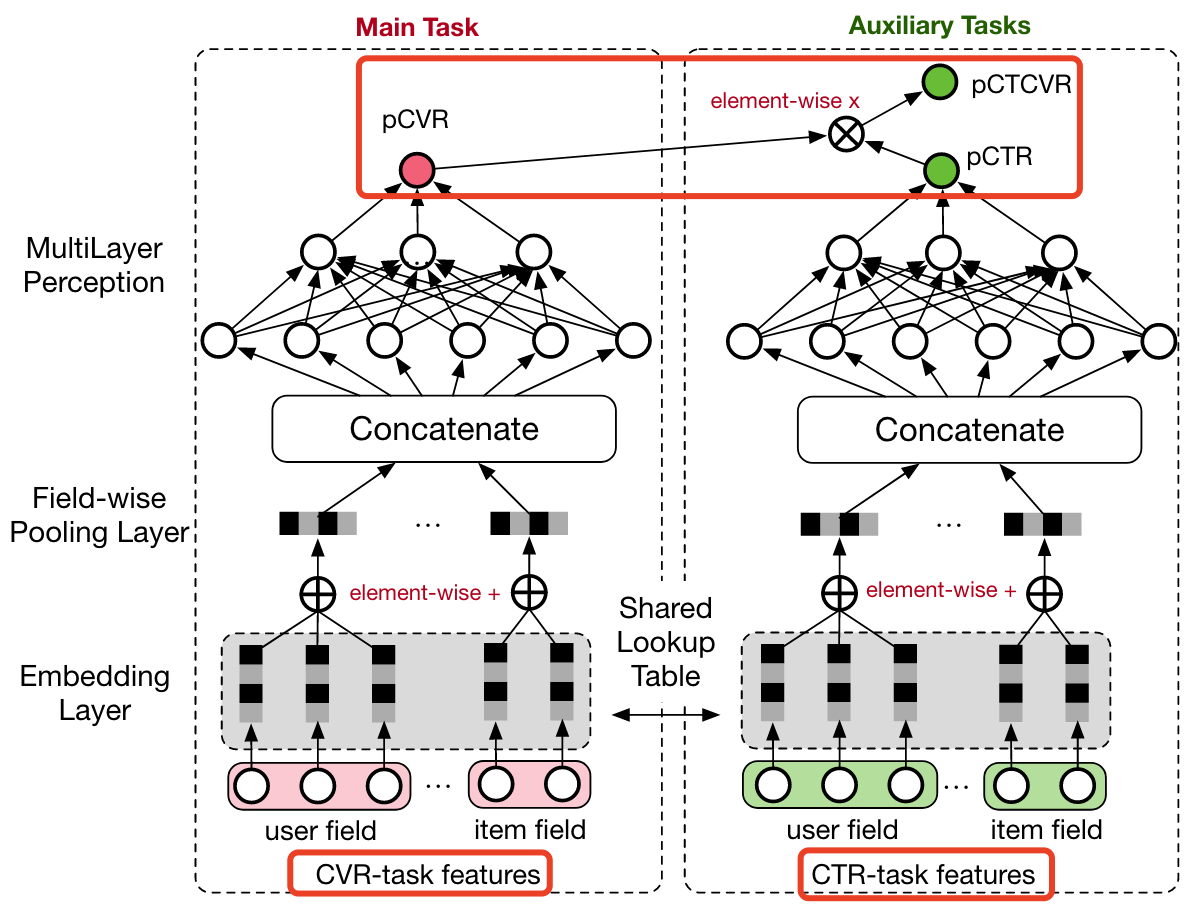 Main Task
Auxiliary Tasks
element-wise x
pCTCVR
pCVR
pCTR
MultiLayer
Perception
Concatenate
Concatenate
Field-wise
Pooling Layer
...
...
element-wise +
element-wise +
Shared
Lookup
Table
Embedding
Layer
...
...
user field
item field
user field
item field
CVR-task features
CTR-task features